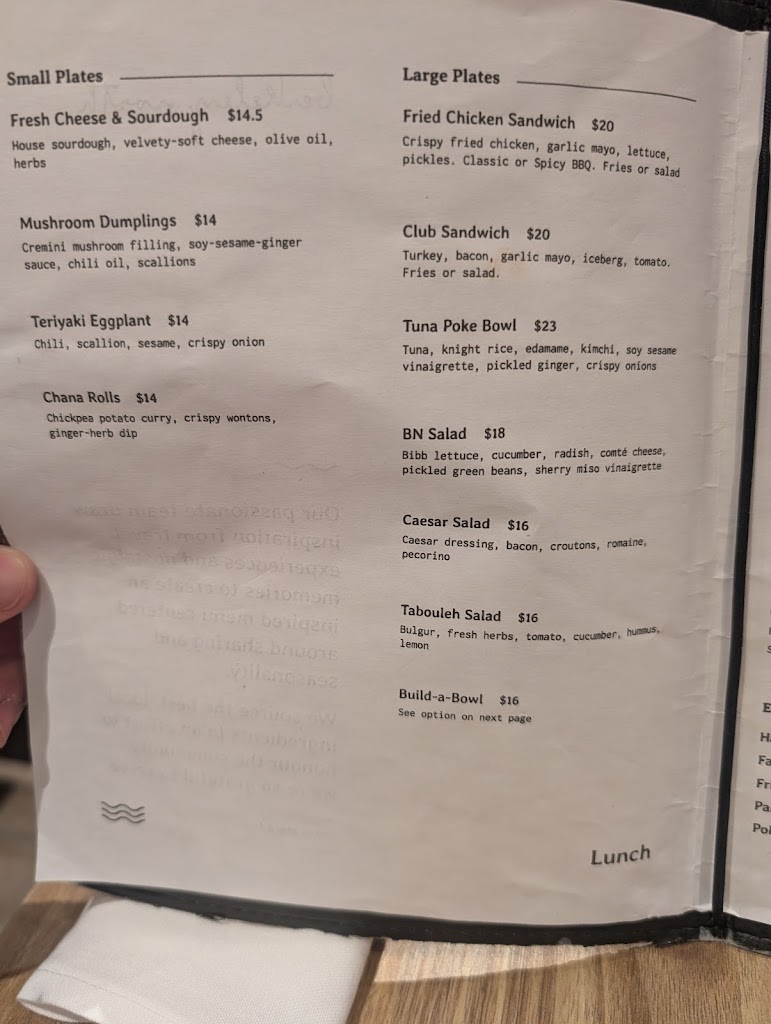 Small Plates
Fresh Cheese & Sourdough $14.5
House sourdough, velvety-soft cheese, olive oil,
herbs
Mushroom Dumplings $14
Cremini mushroom filling, soy-sesame-ginger
sauce, chili oil, scallions
Teriyaki Eggplant $14
Chili, scallion, sesame, crispy onion
Chana Rolls $14
Chickpea potato curry, crispy wontons,
ginger-herb dip
Large Plates
Fried Chicken Sandwich $20
Crispy fried chicken, garlic mayo, lettuce,
pickles. Classic or Spicy BBQ. Fries or salad
Club Sandwich $20
Turkey, bacon, garlic mayo, iceberg, tomato.
Fries or salad.
Tuna Poke Bowl $23
Tuna, knight rice, edamame, kimchi, soy sesame
vinaigrette, pickled ginger, crispy onions
BN Salad $18
Bibb lettuce, cucumber, radish, comté cheese,
pickled green beans, sherry miso vinaigrette
Caesar Salad $16
Caesar dressing, bacon, croutons, romaine,
pecorino
Tabouleh Salad $16
Bulgur, fresh herbs, tomato, cucumber, hummus,
lemon
Build-a-Bowl $16
See option on next page
Lunch